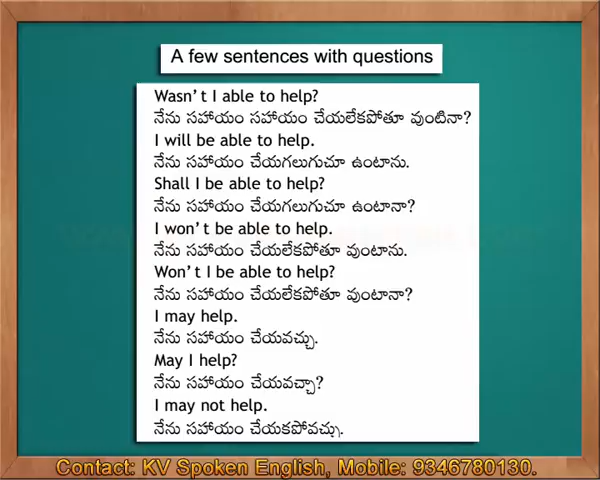 A few sentences with questions
Wasn't I able to help?
నేను సహాయం సహాయం చేయలేకపోతూ వుంటినా?
I will be able to help.
నేను సహాయం చేయగలుగుచూ ఉంటాను.
Shall I be able to help?
నేను సహాయం చేయగలుగుచూ ఉంటానా?
I won't be able to help.
నేను సహాయం చేయలేకపోతూ వుంటాను.
Won't I be able to help?
నేను సహాయం చేయలేకపోతూ వుంటానా?
I may help.
నేను సహాయం చేయవచ్చు.
May I help?
నేను సహాయం చేయవచ్చా?
I may not help.
నేను సహాయం చేయకపోవచ్చు.
Contact: KV Spoken English, Mobile: 9346780130.